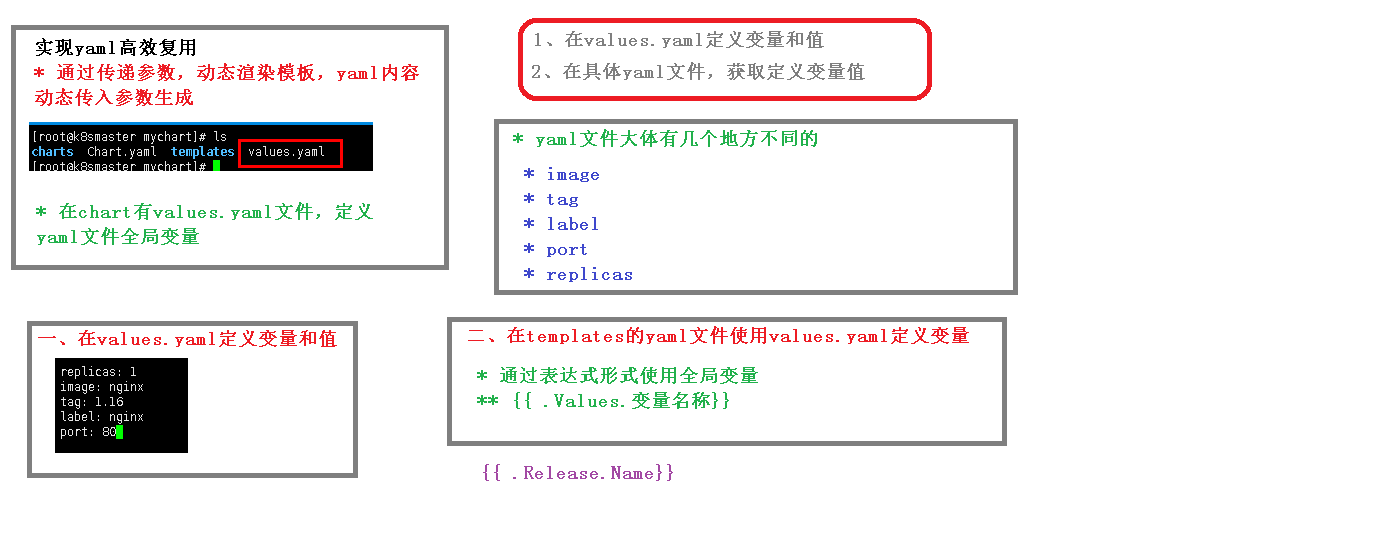 实现yaml高效复用
* 通过传递参数，动态渲染模板，yaml内容
动态传入参数生成
[root@k8smaster mychart]# ls
charts Chart.yaml templates values.yaml
[root@k8smaster mychart]#
* 在chart有values.yaml文件，定义
yaml文件全局变量
1、在values.yaml定义变量和值
2、在具体yaml文件，获取定义变量值
* yaml文件大体有几个地方不同的
* image
* tag
* label
* port
* replicas
一、在values.yaml定义变量和值
replicas: 1
image: nginx
tag: 1.16
label: nginx
port: 80
二、在templates的yaml文件使用values.yaml定义变量
* 通过表达式形式使用全局变量
** {{ .Values.变量名称}}
{{ .Release.Name}}